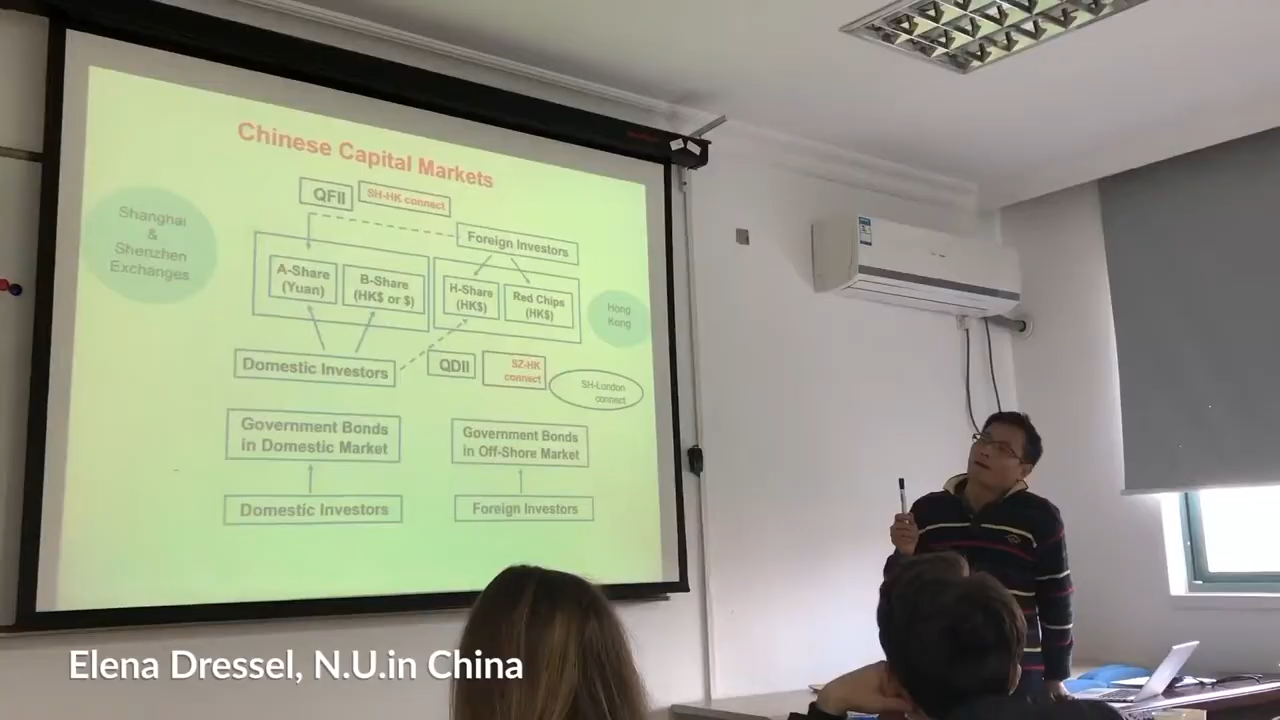 Chinese Capital Markets
QFII
SH-HK connect
Shanghai
&
Shenzhen
Exchanges
Foreign Investors
A-Share
(Yuan)
B-Share
(HK$ or $)
H-Share
(HK$)
Red Chips
(HK$)
Hong
Kong
Domestic Investors
QDII
SZ-HK
connect
SH-London
connect
Government Bonds
in Domestic Market
Government Bonds
in Off-Shore Market
Domestic Investors
Foreign Investors
Elena Dressel, N.U.in China